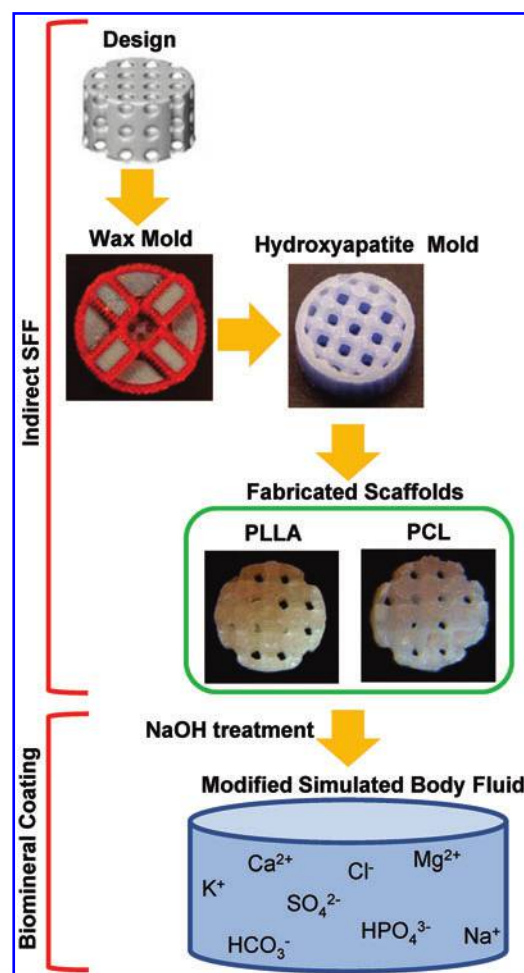 Design
Wax Mold
Hydroxyapatite Mold
Indirect SFF
Fabricated Scaffolds
PLLA
PCL
NaOH treatment
Modified Simulated Body Fluid
Biomineral Coating
Ca²⁺
Cl⁻
Mg²⁺
K⁺
SO₄²⁻
HCO₃⁻
HPO₄³⁻
Na⁺